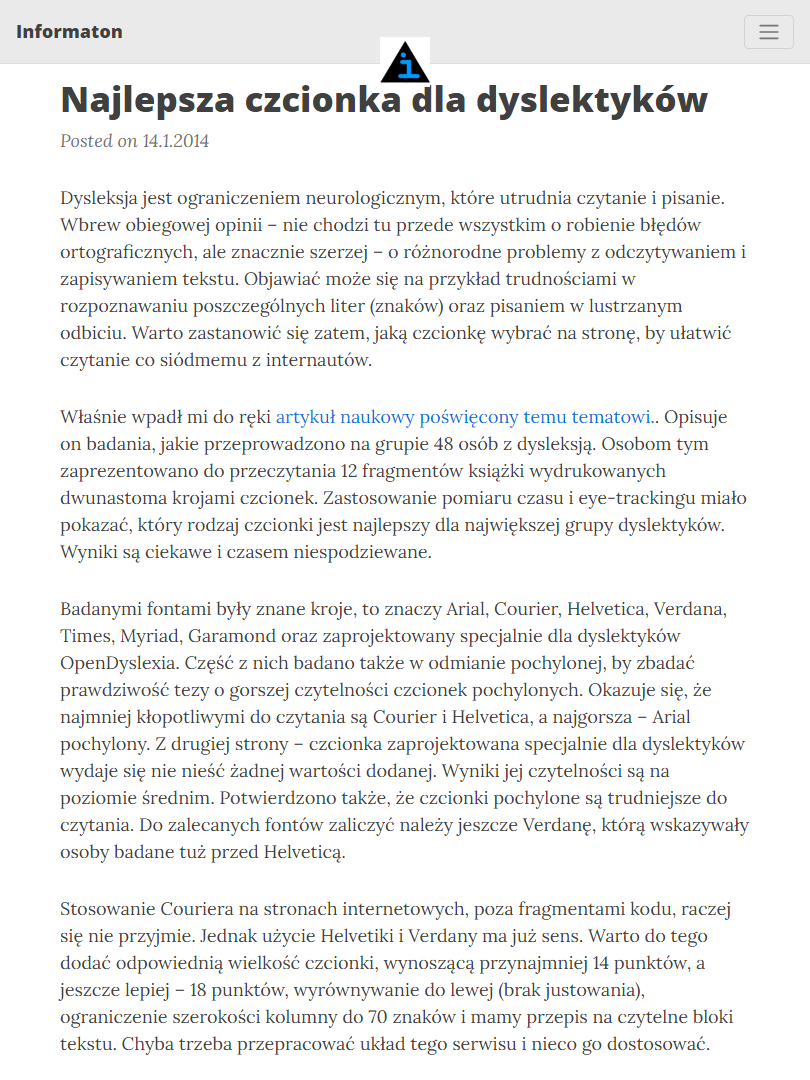 Informaton
i
Najlepsza czcionka dla dyslektyków
Posted on 14.1.2014
Dysleksja jest ograniczeniem neurologicznym, które utrudnia czytanie i pisanie.
Wbrew obiegowej opinii – nie chodzi tu przede wszystkim o robienie błędów
ortograficznych, ale znacznie szerzej – o różnorodne problemy z odczytywaniem i
zapisywaniem tekstu. Objawiać może się na przykład trudnościami w
rozpoznawaniu poszczególnych liter (znaków) oraz pisaniem w lustrzanym
odbiciu. Warto zastanowić się zatem, jaką czcionkę wybrać na stronę, by ułatwić
czytanie co siódmemu z internautów.
Właśnie wpadł mi do ręki artykuł naukowy poświęcony temu tematowi.. Opisuje
on badania, jakie przeprowadzono na grupie 48 osób z dysleksją. Osobom tym
zaprezentowano do przeczytania 12 fragmentów książki wydrukowanych
dwunastoma krojami czcionek. Zastosowanie pomiaru czasu i eye-trackingu miało
pokazać, który rodzaj czcionki jest najlepszy dla największej grupy dyslektyków.
Wyniki są ciekawe i czasem niespodziewane.
Badanymi fontami były znane kroje, to znaczy Arial, Courier, Helvetica, Verdana,
Times, Myriad, Garamond oraz zaprojektowany specjalnie dla dyslektyków
OpenDyslexia. Część z nich badano także w odmianie pochylonej, by zbadać
prawdziwość tezy o gorszej czytelności czcionek pochylonych. Okazuje się, że
najmniej kłopotliwymi do czytania są Courier i Helvetica, a najgorsza – Arial
pochylony. Z drugiej strony – czcionka zaprojektowana specjalnie dla dyslektyków
wydaje się nie nieść żadnej wartości dodanej. Wyniki jej czytelności są na
poziomie średnim. Potwierdzono także, że czcionki pochylone są trudniejsze do
czytania. Do zalecanych fontów zaliczyć należy jeszcze Verdanę, którą wskazywały
osoby badane tuż przed Helveticą.
Stosowanie Couriera na stronach internetowych, poza fragmentami kodu, raczej
się nie przyjmie. Jednak użycie Helvetiki i Verdany ma już sens. Warto do tego
dodać odpowiednią wielkość czcionki, wynoszącą przynajmniej 14 punktów, a
jeszcze lepiej – 18 punktów, wyrównywanie do lewej (brak justowania),
ograniczenie szerokości kolumny do 70 znaków i mamy przepis na czytelne bloki
tekstu. Chyba trzeba przepracować układ tego serwisu i nieco go dostosować.